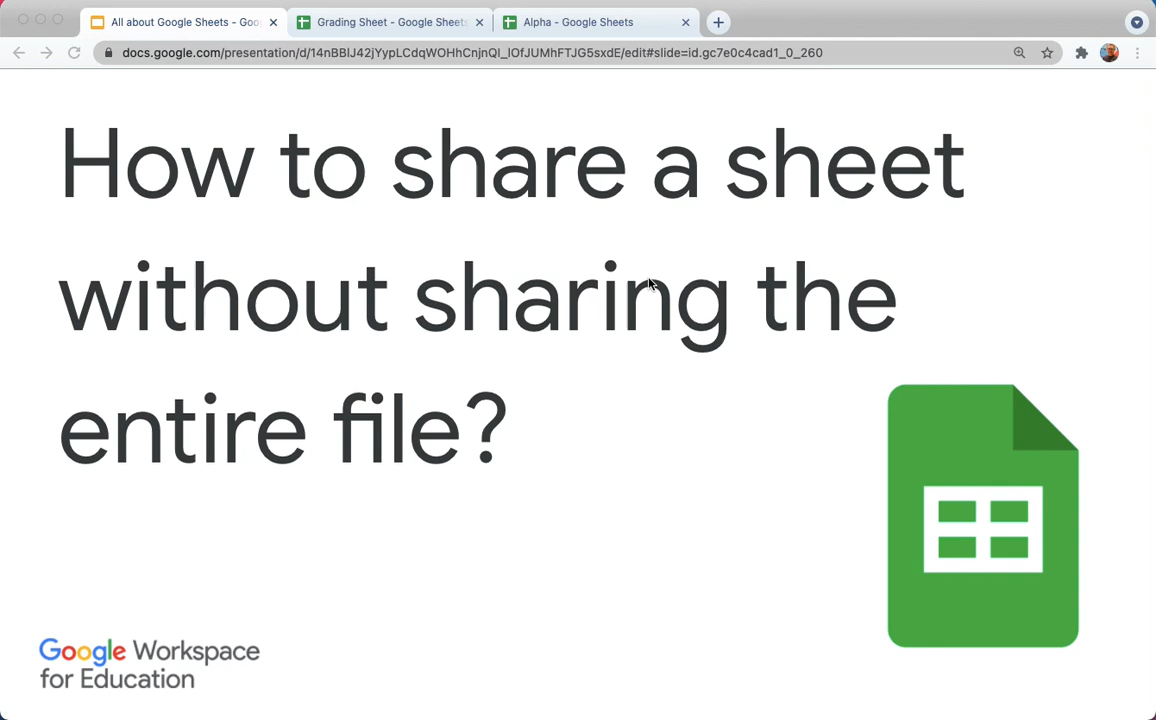 All about Google Sheets - Goo
Grading Sheet - Google Sheets
Alpha - Google Sheets
docs.google.com/presentation/d/14nBBIJ42jYypLCdqWOHhCnjnQI_lOfJUMhFTJG5sxdE/edit#slide=id.gc7e0c4cad1_0_260
How to share a sheet
without sharing the
entire file?
Google Workspace
for Education